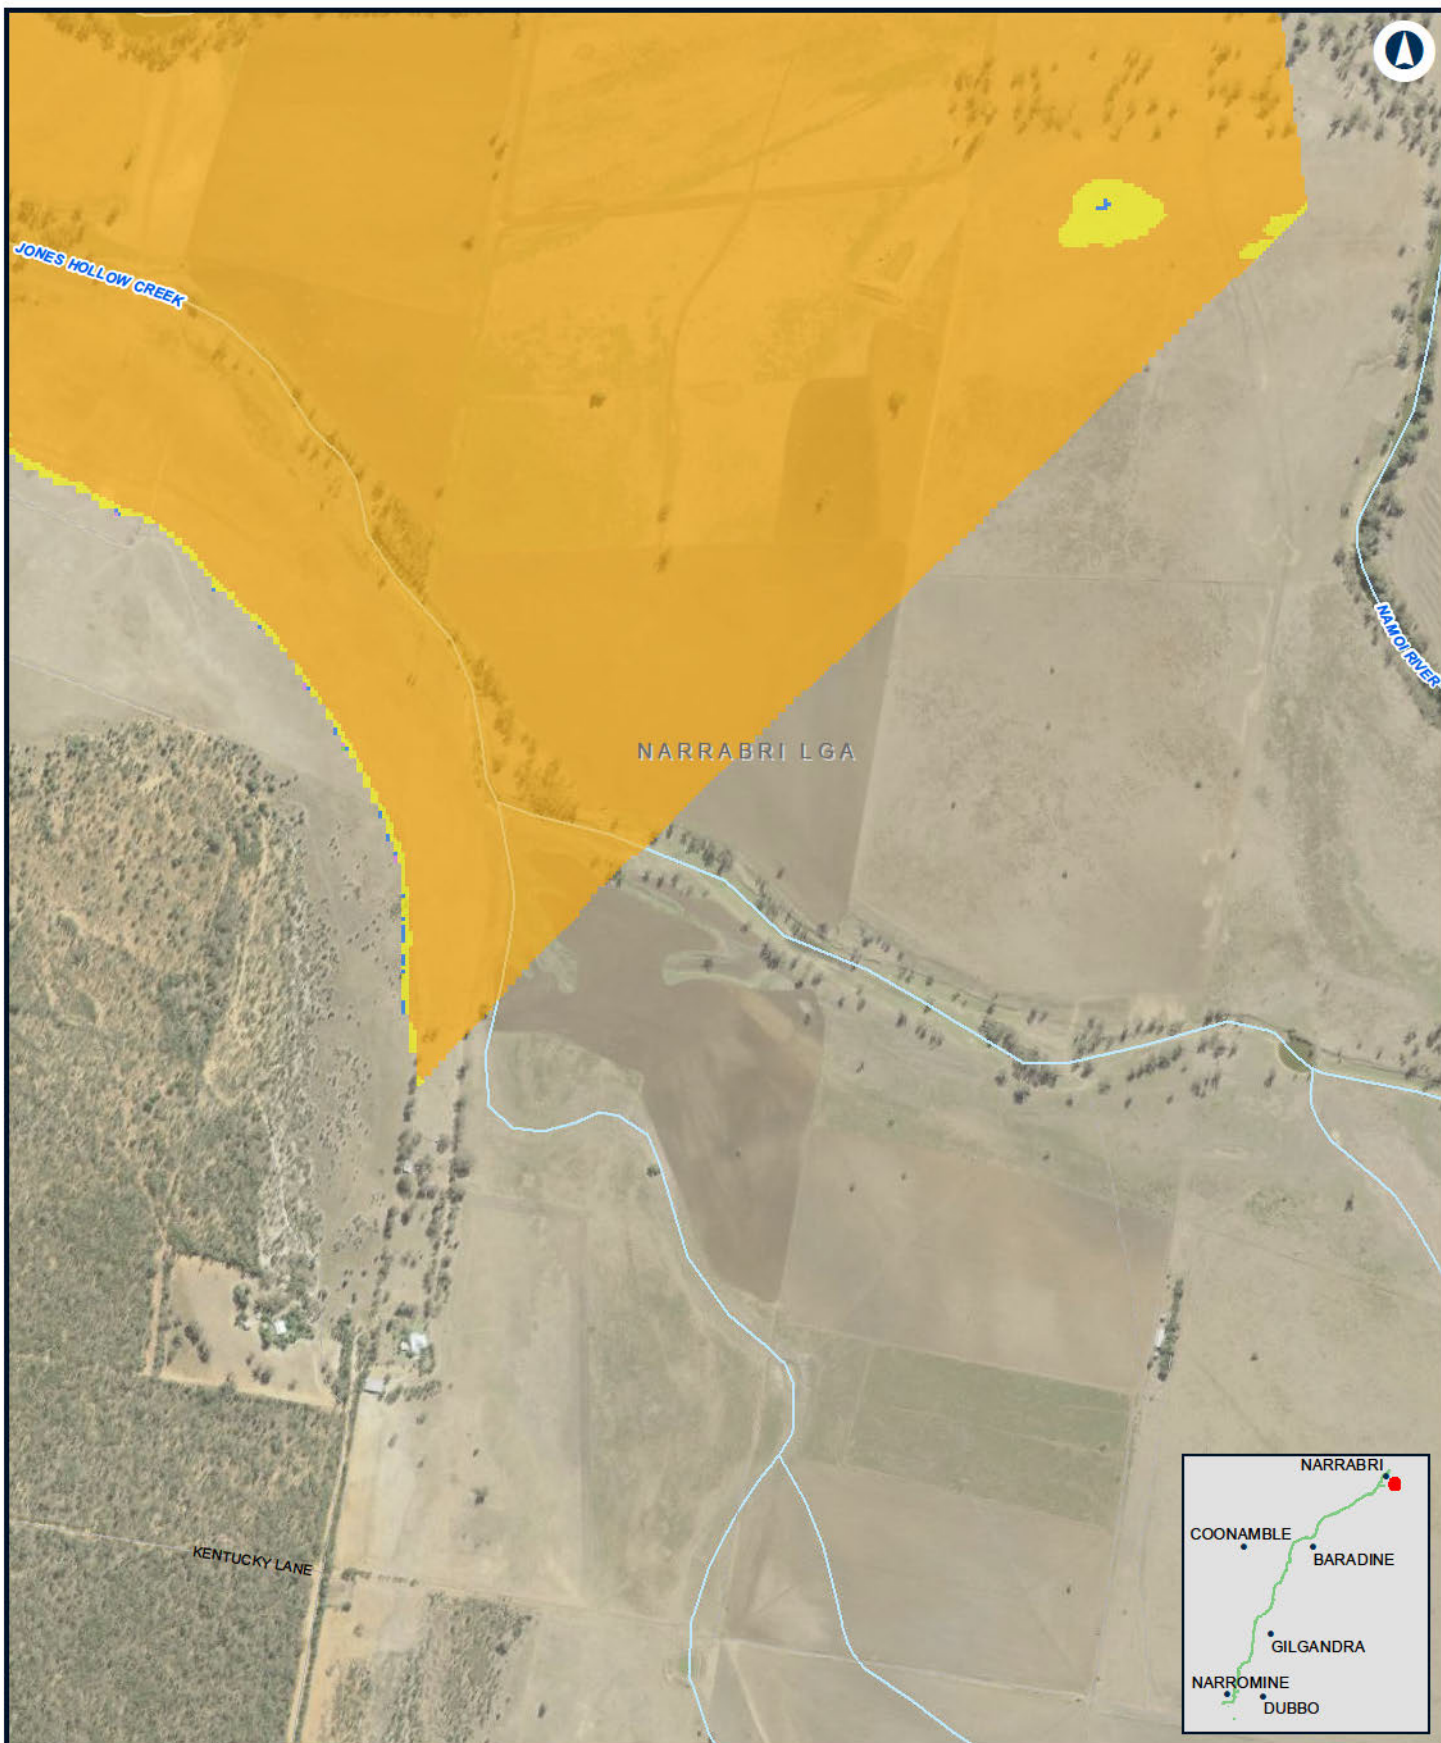 JONES HOLLOW CREEK
NAMOI RIVER
NARRABRI LGA
KENTUCKY LANE
NARRABRI
COONAMBLE
BARADINE
GILGANDRA
NARROMINE
DUBBO